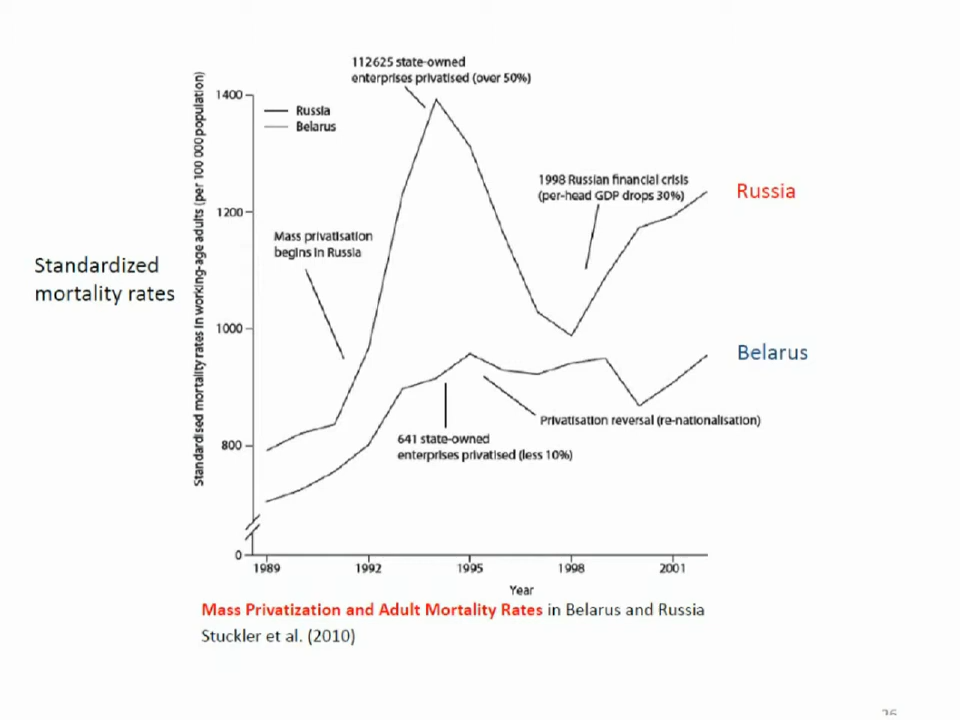 112625 state-owned
enterprises privatised (over 50%)
1400
Russia
Belarus
1998 Russian financial crisis
(per-head GDP drops 30%)
Russia
1200
Mass privatisation
begins in Russia
Standardized
mortality rates
Standardised mortality rates in working-age adults (per 100 000 population)
1000
Belarus
Privatisation reversal (re-nationalisation)
800
641 state-owned
enterprises privatised (less 10%)
0
1989 1992 1995 1998 2001
Year
Mass Privatization and Adult Mortality Rates in Belarus and Russia
Stuckler et al. (2010)